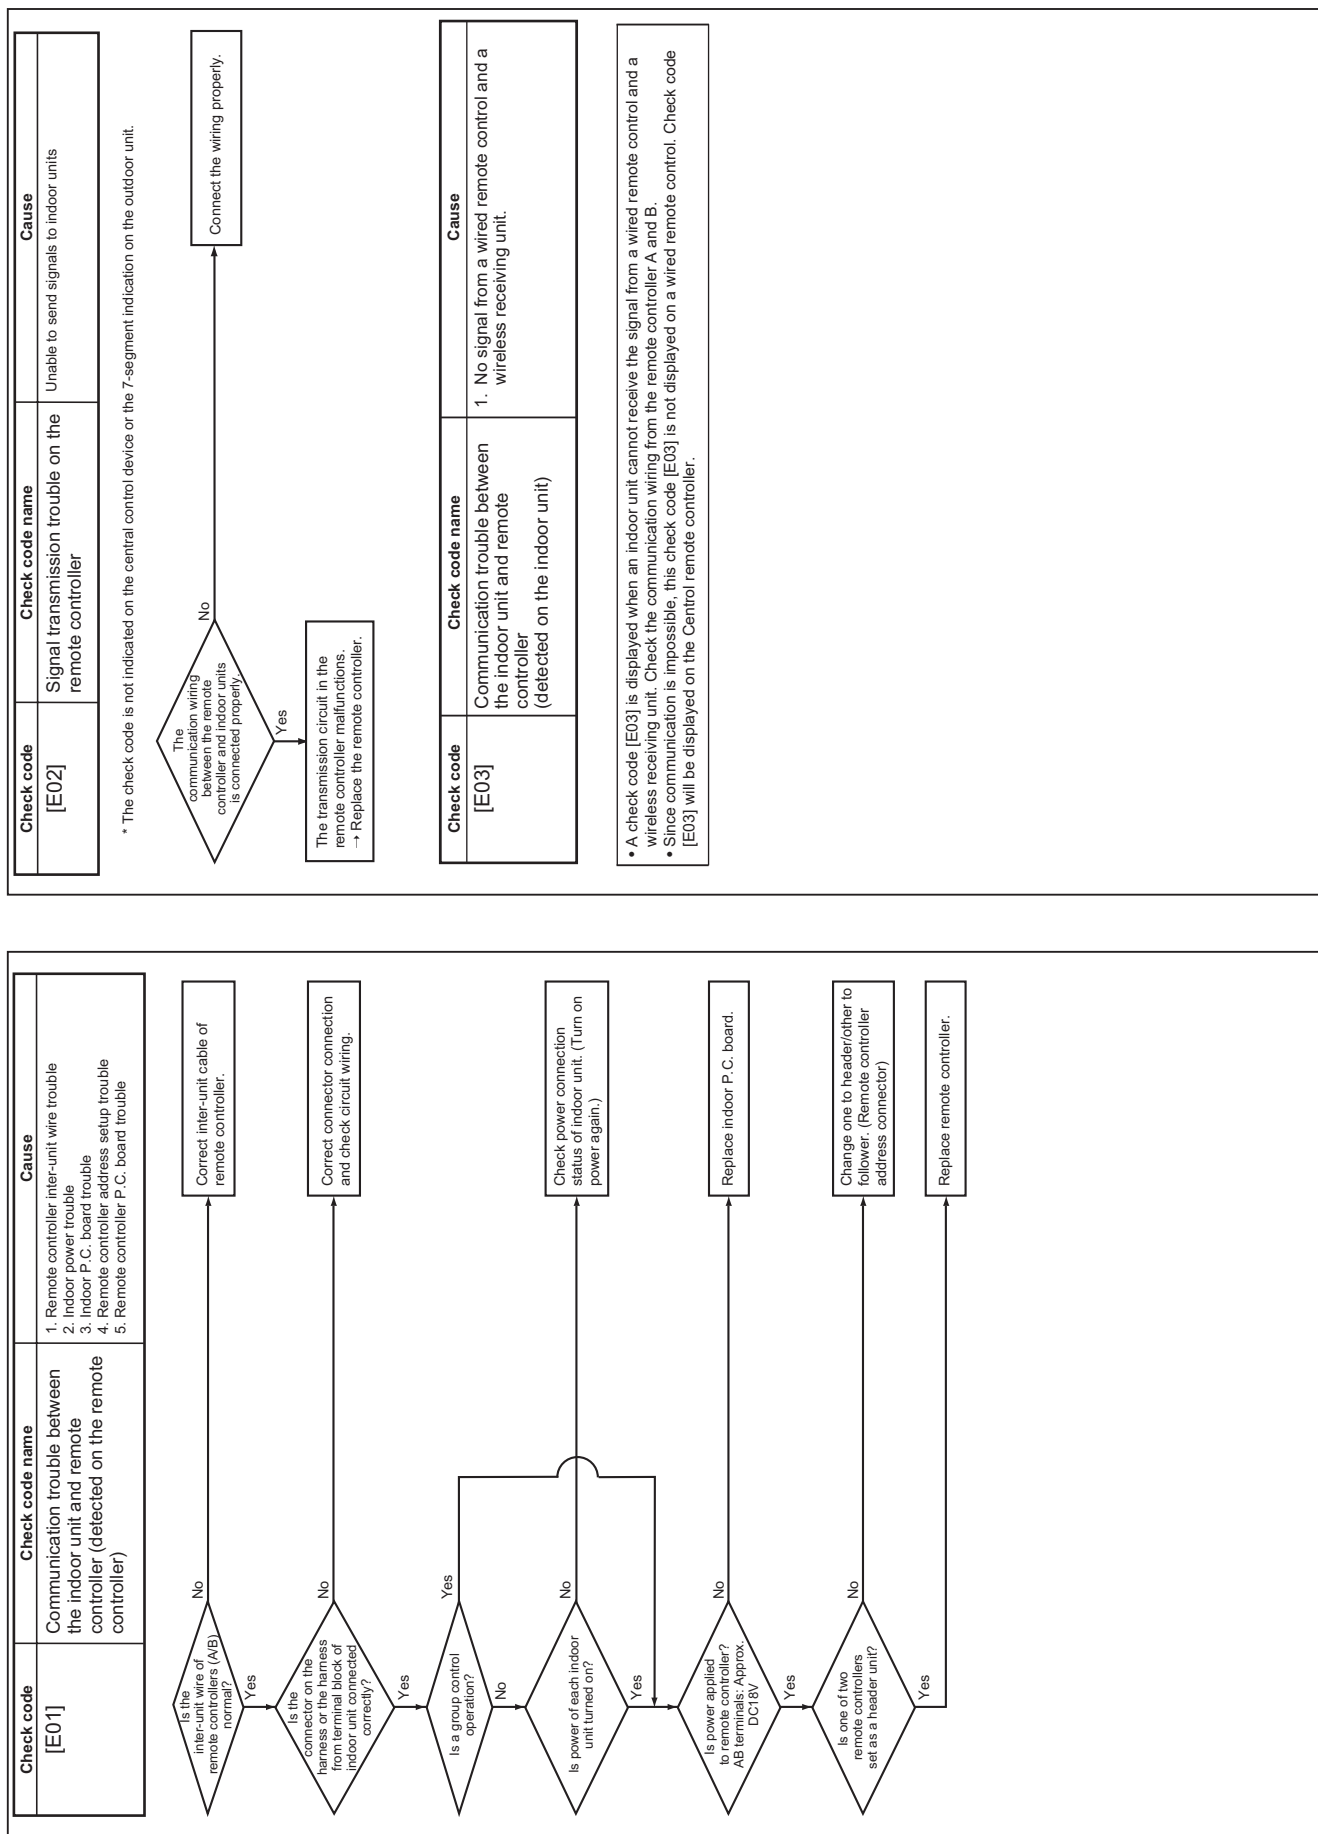 Check code
Check code name
Cause
[E01]
Communication trouble between
the indoor unit and remote
controller (detected on the remote
controller)
1. Remote controller inter-unit wire trouble
2. Indoor power trouble
3. Indoor P.C. board trouble
4. Remote controller address setup trouble
5. Remote controller P.C. board trouble
Is the
inter-unit wire of
remote controllers (A/B)
normal?
No
Correct inter-unit cable of
remote controller.
Yes
Is the
connector on the
harness or the harness
from terminal block of
indoor unit connected
correctly?
No
Correct connector connection
and check circuit wiring.
Yes
Is a group control
operation?
Yes
No
Is power of each indoor
unit turned on?
No
Check power connection
status of indoor unit. (Turn on
power again.)
Yes
Is power applied
to remote controller?
AB terminals: Approx.
DC18V
No
Replace indoor P.C. board.
Yes
Is one of two
remote controllers
set as a header unit?
No
Change one to header/other to
follower. (Remote controller
address connector)
Yes
Replace remote controller.
Check code
Check code name
Cause
[E02]
Signal transmission trouble on the
remote controller
Unable to send signals to indoor units
* The check code is not indicated on the central control device or the 7-segment indication on the outdoor unit.
The
communication wiring
between the remote
controller and indoor units
is connected properly.
No
Connect the wiring properly.
Yes
The transmission circuit in the
remote controller malfunctions.
→ Replace the remote controller.
Check code
Check code name
Cause
[E03]
Communication trouble between
the indoor unit and remote
controller
(detected on the indoor unit)
1. No signal from a wired remote control and a
wireless receiving unit.
• A check code [E03] is displayed when an indoor unit cannot receive the signal from a wired remote control and a
wireless receiving unit. Check the communication wiring from the remote controller A and B.
• Since communication is impossible, this check code [E03] is not displayed on a wired remote control. Check code
[E03] will be displayed on the Central remote controller.